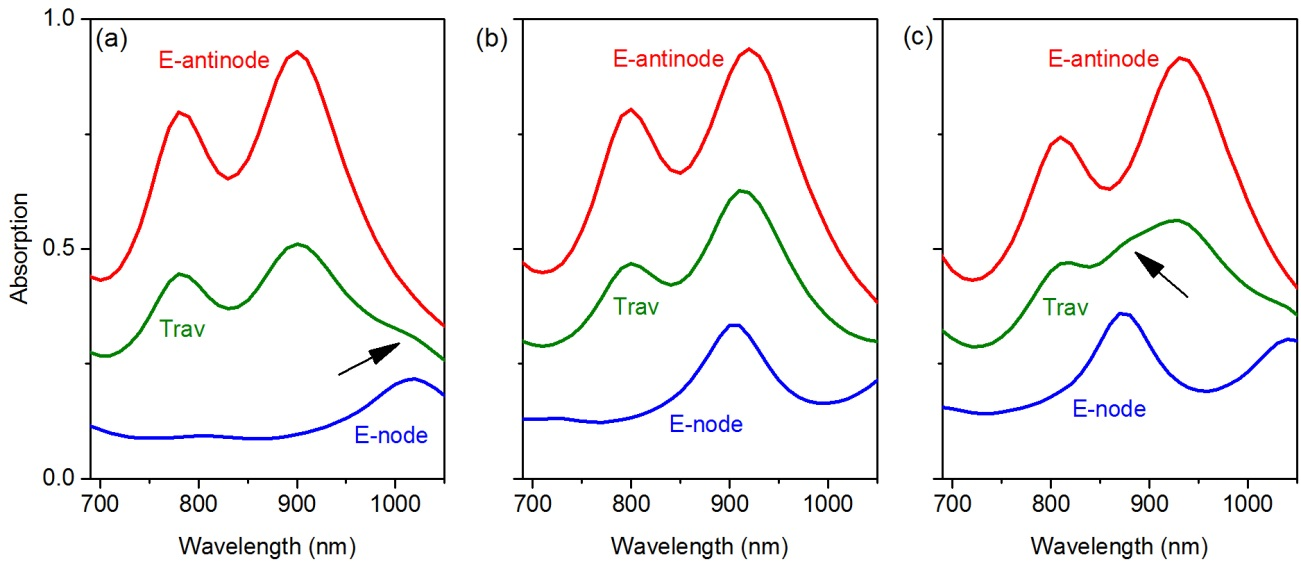 (a)
(b)
(c)
1.0
E-antinode
E-antinode
E-antinode
0.5
Absorption
Trav
Trav
Trav
E-node
E-node
E-node
0.0
700 800 900 1000
700 800 900 1000
700 800 900 1000
Wavelength (nm)
Wavelength (nm)
Wavelength (nm)